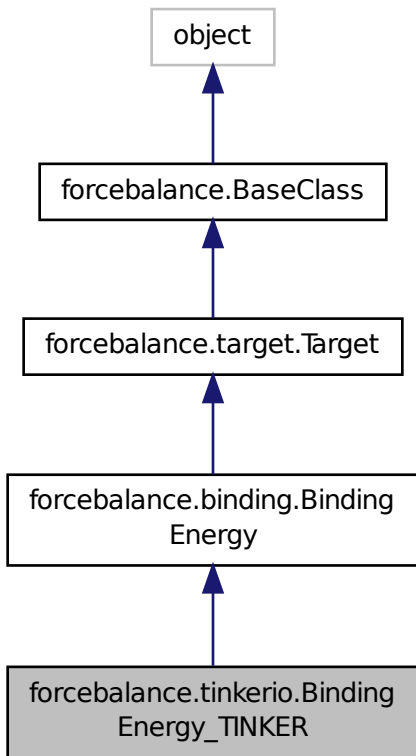 object
forcebalance.BaseClass
forcebalance.target.Target
forcebalance.binding.Binding
Energy
forcebalance.tinkerio.Binding
Energy_TINKER